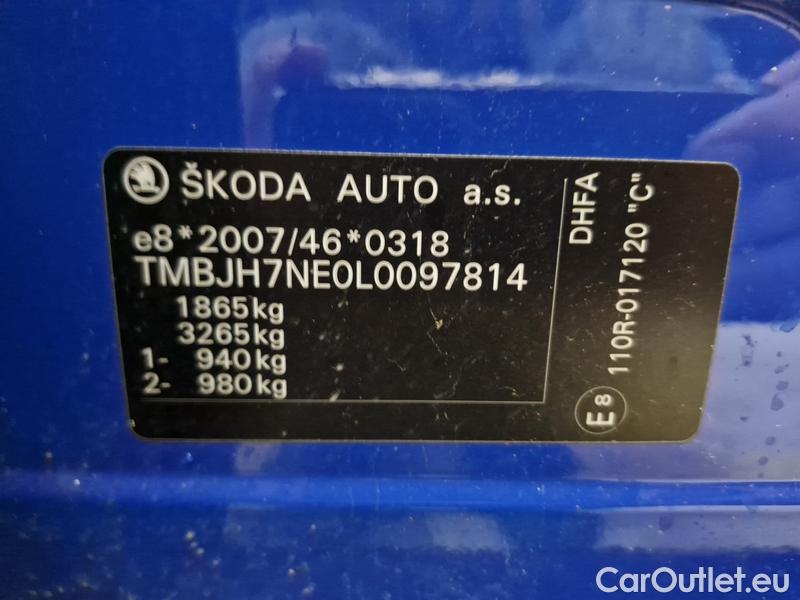 ŠKODA AUTO a.s.
e8*2007/46*0318
TMBJH7NE0L0097814
1865kg
3265kg
1- 940kg
2- 980kg
DHFA
E8 110R-017120 "C"
CarOutlet.eu